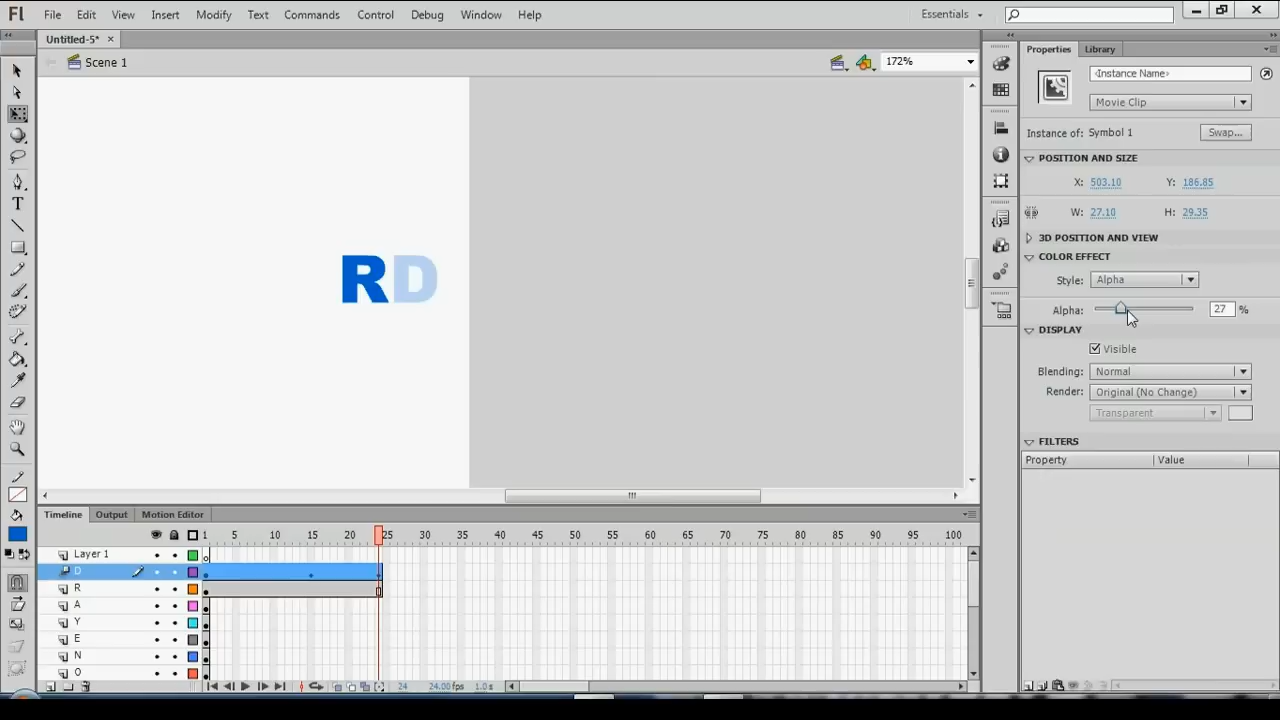 Fl File Edit View Insert Modify Text Commands Control Debug Window Help Essentials
Untitled-5* ×
Scene 1 172%
RD
Properties Library
<Instance Name>
Movie Clip
Instance of: Symbol 1 Swap...
POSITION AND SIZE
X: 503.10 Y: 186.85
W: 27.10 H: 29.35
3D POSITION AND VIEW
COLOR EFFECT
Style: Alpha
Alpha: 27 %
DISPLAY
Visible
Blending: Normal
Render: Original (No Change)
Transparent
FILTERS
Property Value
Timeline Output Motion Editor
1 5 10 15 20 25 30 35 40 45 50 55 60 65 70 75 80 85 90 95 100
Layer 1
D
R
A
Y
E
N
O
24 24.00 fps 1.0 s